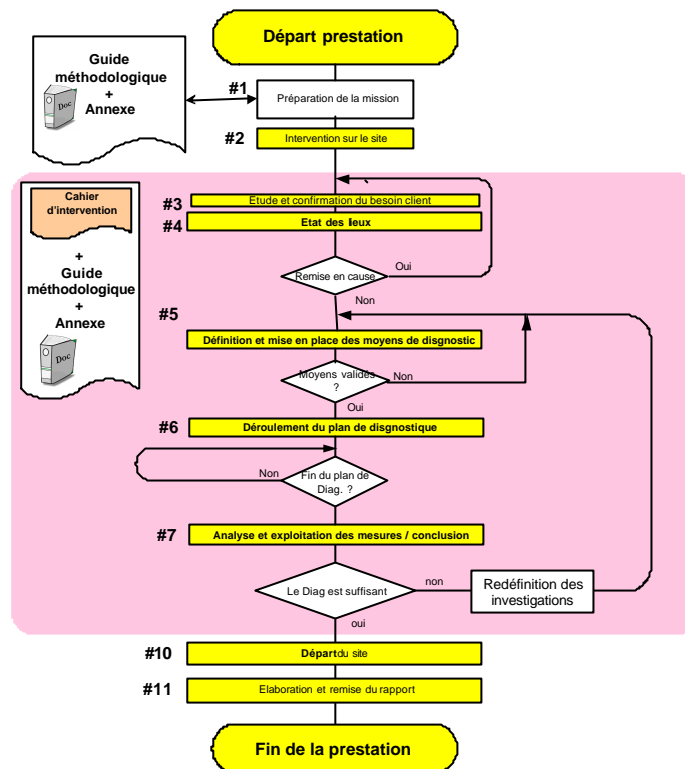 Départ prestation
Guide
méthodologique
+
Annexe
Doc
#1
Préparation de la mission
#2
Intervention sur le site
Cahier
d'intervention
+
Guide
méthodologique
+
Annexe
Doc
#3
Etude et confirmation du besoin client
#4
Etat des lieux
Remise en cause
Oui
Non
#5
Définition et mise en place des moyens de disgnostic
Moyens validés
?
Non
Oui
#6
Déroulement du plan de disgnostique
Non
Fin du plan de
Diag. ?
#7
Analyse et exploitation des mesures / conclusion
Le Diag est suffisant
non
Redéfinition des
investigations
oui
#10
Départ du site
#11
Elaboration et remise du rapport
Fin de la prestation